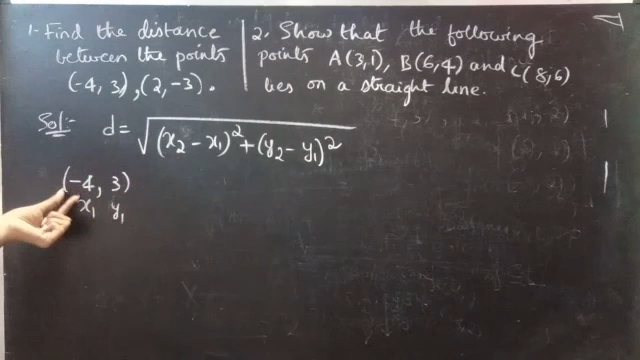 1- Find the distance
between the points
(-4, 3), (2, -3).
2. Show that the following
points A(3,1), B(6,4) and C(8,6)
lies on a straight line.
Sol:- d = √(x₂ - x₁)² + (y₂ - y₁)²
(-4, 3)
x₁ y₁